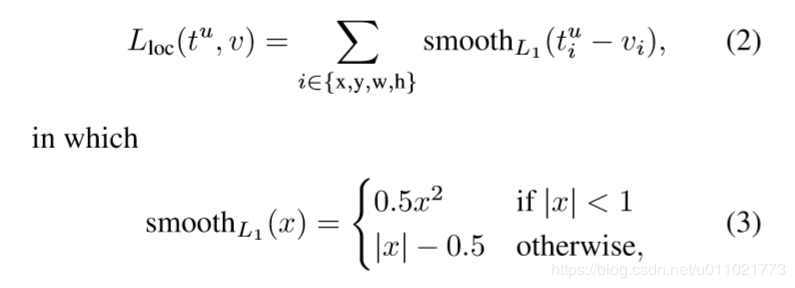 L_loc(t^u, v) = ∑_{i∈{x,y,w,h}} smooth_{L_1}(t_i^u − v_i), (2)
in which
smooth_{L_1}(x) = { 0.5x^2 if |x| < 1
|x| − 0.5 otherwise, (3)
https://blog.csdn.net/u011021773